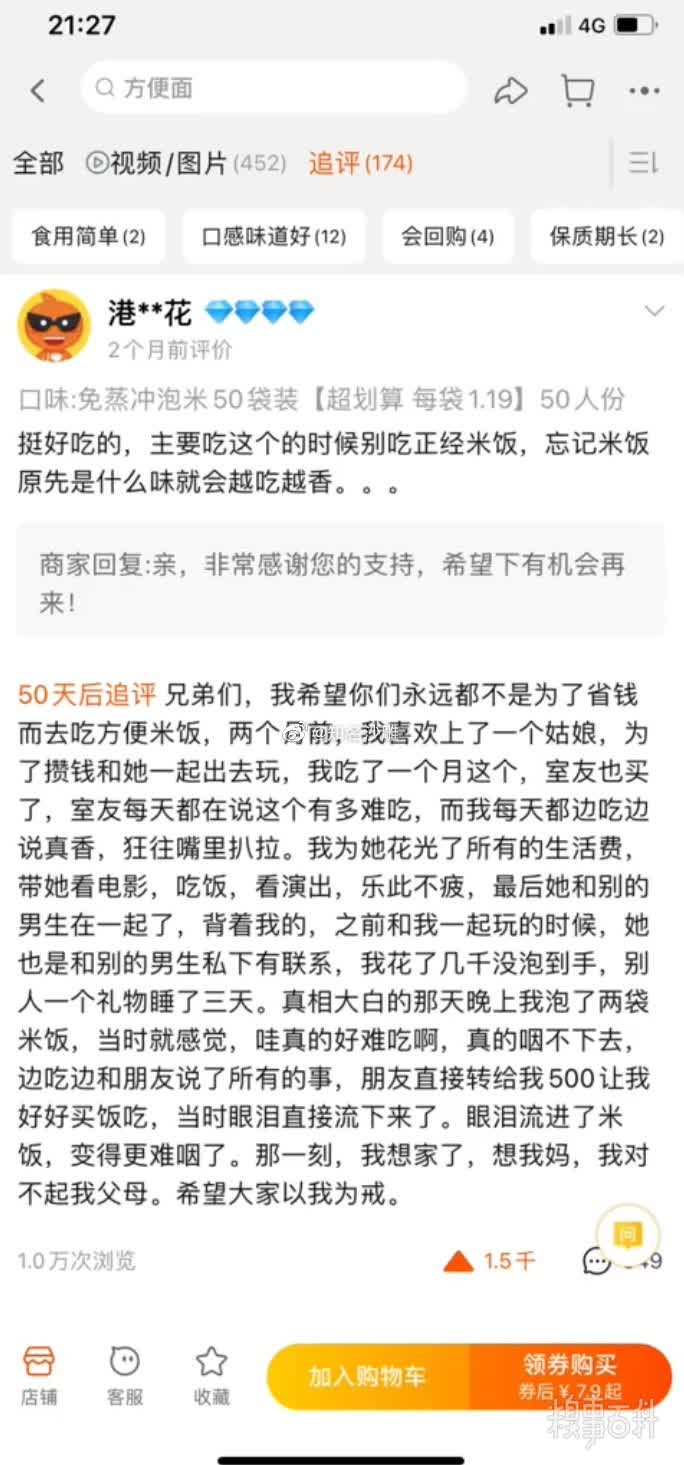 21:27
4G
方便面
全部 视频/图片(452) 追评(174)
食用简单(2) 口感味道好(12) 会回购(4) 保质期长(2)
港**花
2个月前评价
口味:免蒸冲泡米50袋装【超划算 每袋1.19】50人份
挺好吃的，主要吃这个的时候别吃正经米饭，忘记米饭
原先是什么味就会越吃越香。。。
商家回复:亲，非常感谢您的支持，希望下有机会再
来！
50天后追评 兄弟们，我希望你们永远都不是为了省钱
而去吃方便米饭，两个月前，我喜欢上了一个姑娘，为
了攒钱和她一起出去玩，我吃了一个月这个，室友也买
了，室友每天都在说这个有多难吃，而我每天都边吃边
说真香，狂往嘴里扒拉。我为她花光了所有的生活费，
带她看电影，吃饭，看演出，乐此不疲，最后她和别的
男生在一起了，背着我的，之前和我一起玩的时候，她
也是和别的男生私下有联系，我花了几千没泡到手，别
人一个礼物睡了三天。真相大白的那天晚上我泡了两袋
米饭，当时就感觉，哇真的好难吃啊，真的咽不下去，
边吃边和朋友说了所有的事，朋友直接转给我500让我
好好买饭吃，当时眼泪直接流下来了。眼泪流进了米
饭，变得更难咽了。那一刻，我想家了，想我妈，我对
不起我父母。希望大家以我为戒。
问
1.0万次浏览 1.5千
店铺 客服 收藏 加入购物车 领券购买
券后¥7.9起
糗事百科